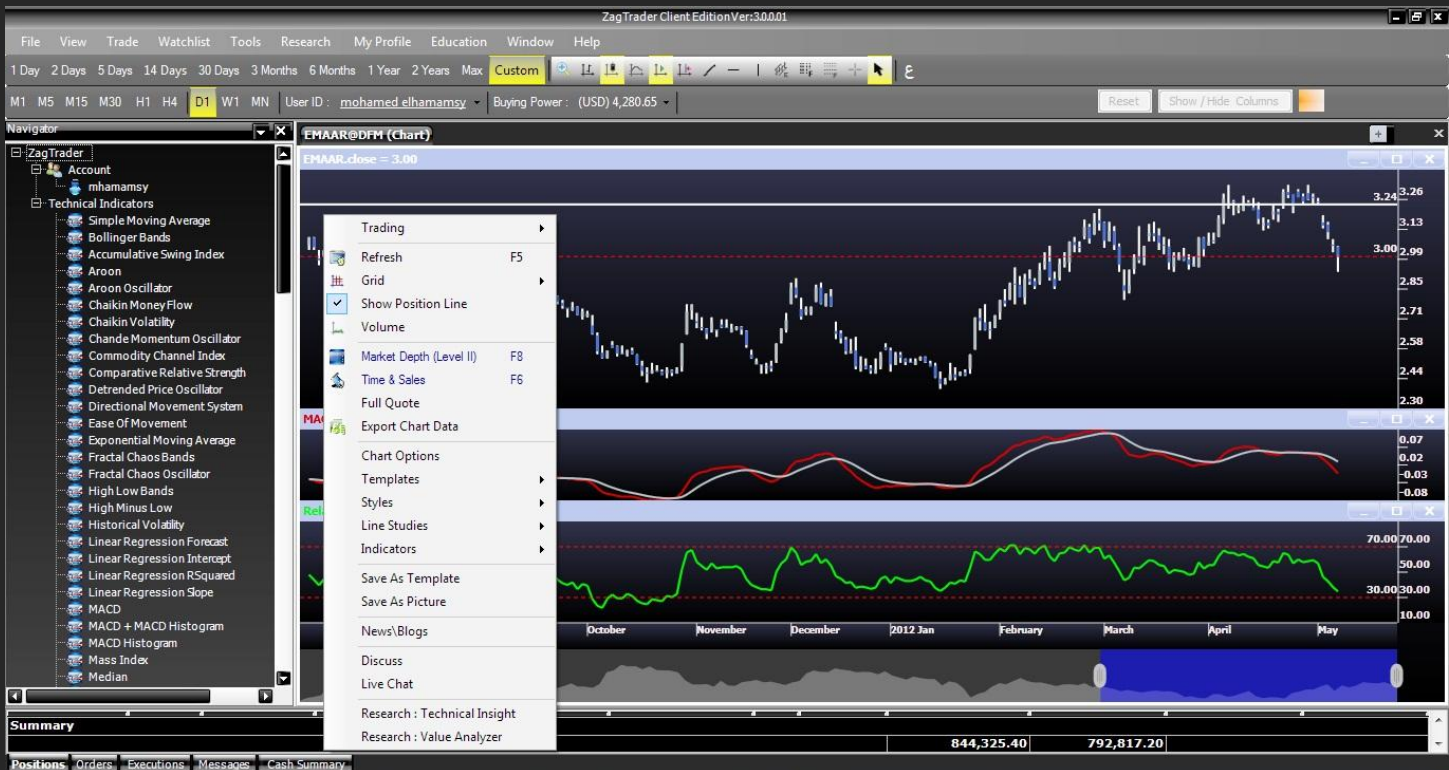 ZagTrader Client Edition Ver:3.0.0.01
File View Trade Watchlist Tools Research My Profile Education Window Help
1 Day 2 Days 5 Days 14 Days 30 Days 3 Months 6 Months 1 Year 2 Years Max Custom ع
M1 M5 M15 M30 H1 H4 D1 W1 MN User ID : mohamed elhamamsy Buying Power : (USD) 4,280.65 Reset Show / Hide Columns
Navigator
ZagTrader
Account
mhamamsy
Technical Indicators
Simple Moving Average
Bollinger Bands
Accumulative Swing Index
Aroon
Aroon Oscillator
Chaikin Money Flow
Chaikin Volatility
Chande Momentum Oscillator
Commodity Channel Index
Comparative Relative Strength
Detrended Price Oscillator
Directional Movement System
Ease Of Movement
Exponential Moving Average
Fractal Chaos Bands
Fractal Chaos Oscillator
High Low Bands
High Minus Low
Historical Volatility
Linear Regression Forecast
Linear Regression Intercept
Linear Regression RSquared
Linear Regression Slope
MACD
MACD + MACD Histogram
MACD Histogram
Mass Index
Median
EMAAR@DFM (Chart)
EMAAR.close = 3.00
3.24 3.26
3.13
3.00 2.99
2.85
2.71
2.58
2.44
2.30
Trading
Refresh F5
Grid
Show Position Line
Volume
Market Depth (Level II) F8
Time & Sales F6
Full Quote
Export Chart Data
Chart Options
Templates
Styles
Line Studies
Indicators
Save As Template
Save As Picture
News\Blogs
Discuss
Live Chat
Research : Technical Insight
Research : Value Analyzer
MAC
0.07
0.02
-0.03
-0.08
Rel
70.00 70.00
50.00
30.00 30.00
10.00
October November December 2012 Jan February March April May
Summary
844,325.40 792,817.20
Positions Orders Executions Messages Cash Summary